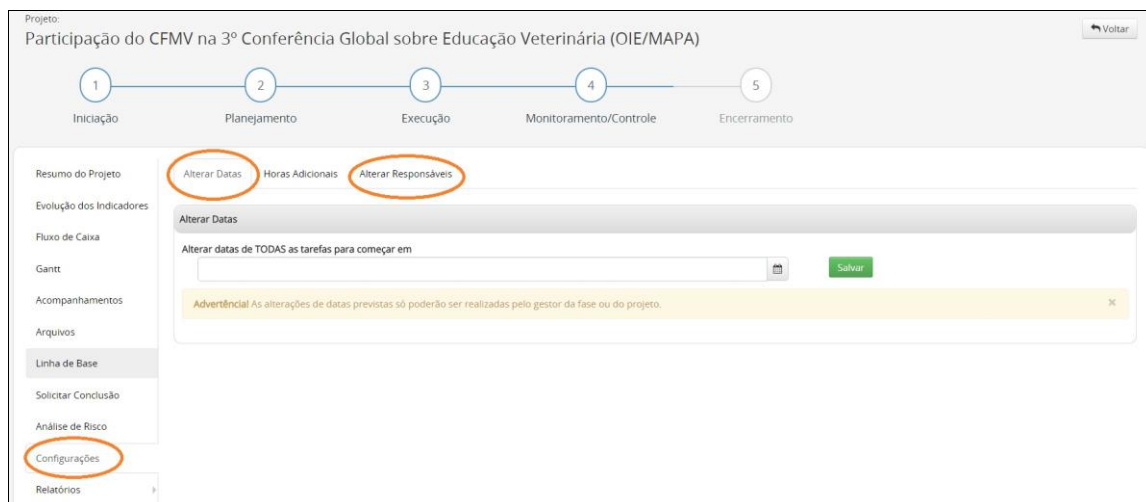 Projeto:
Participação do CFMV na 3º Conferência Global sobre Educação Veterinária (OIE/MAPA)
Voltar
1 2 3 4 5
Iniciação Planejamento Execução Monitoramento/Controle Encerramento
Resumo do Projeto
Evolução dos Indicadores
Fluxo de Caixa
Gantt
Acompanhamentos
Arquivos
Linha de Base
Solicitar Conclusão
Análise de Risco
Configurações
Relatórios
Alterar Datas Horas Adicionais Alterar Responsáveis
Alterar Datas
Alterar datas de TODAS as tarefas para começar em
Salvar
Advertência! As alterações de datas previstas só poderão ser realizadas pelo gestor da fase ou do projeto. ×